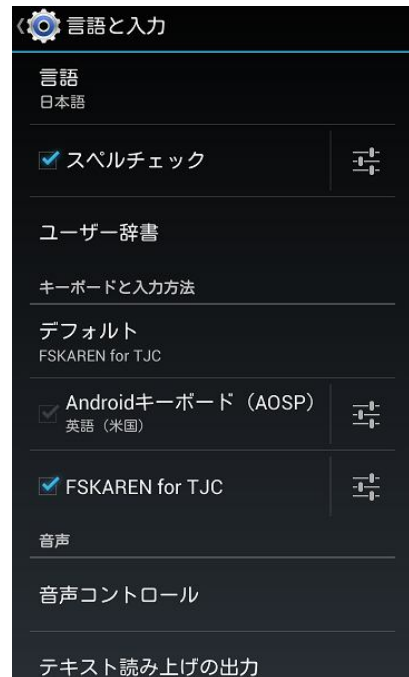 言語と入力
言語
日本語
スペルチェック
ユーザー辞書
キーボードと入力方法
デフォルト
FSKAREN for TJC
Androidキーボード（AOSP）
英語（米国）
FSKAREN for TJC
音声
音声コントロール
テキスト読み上げの出力